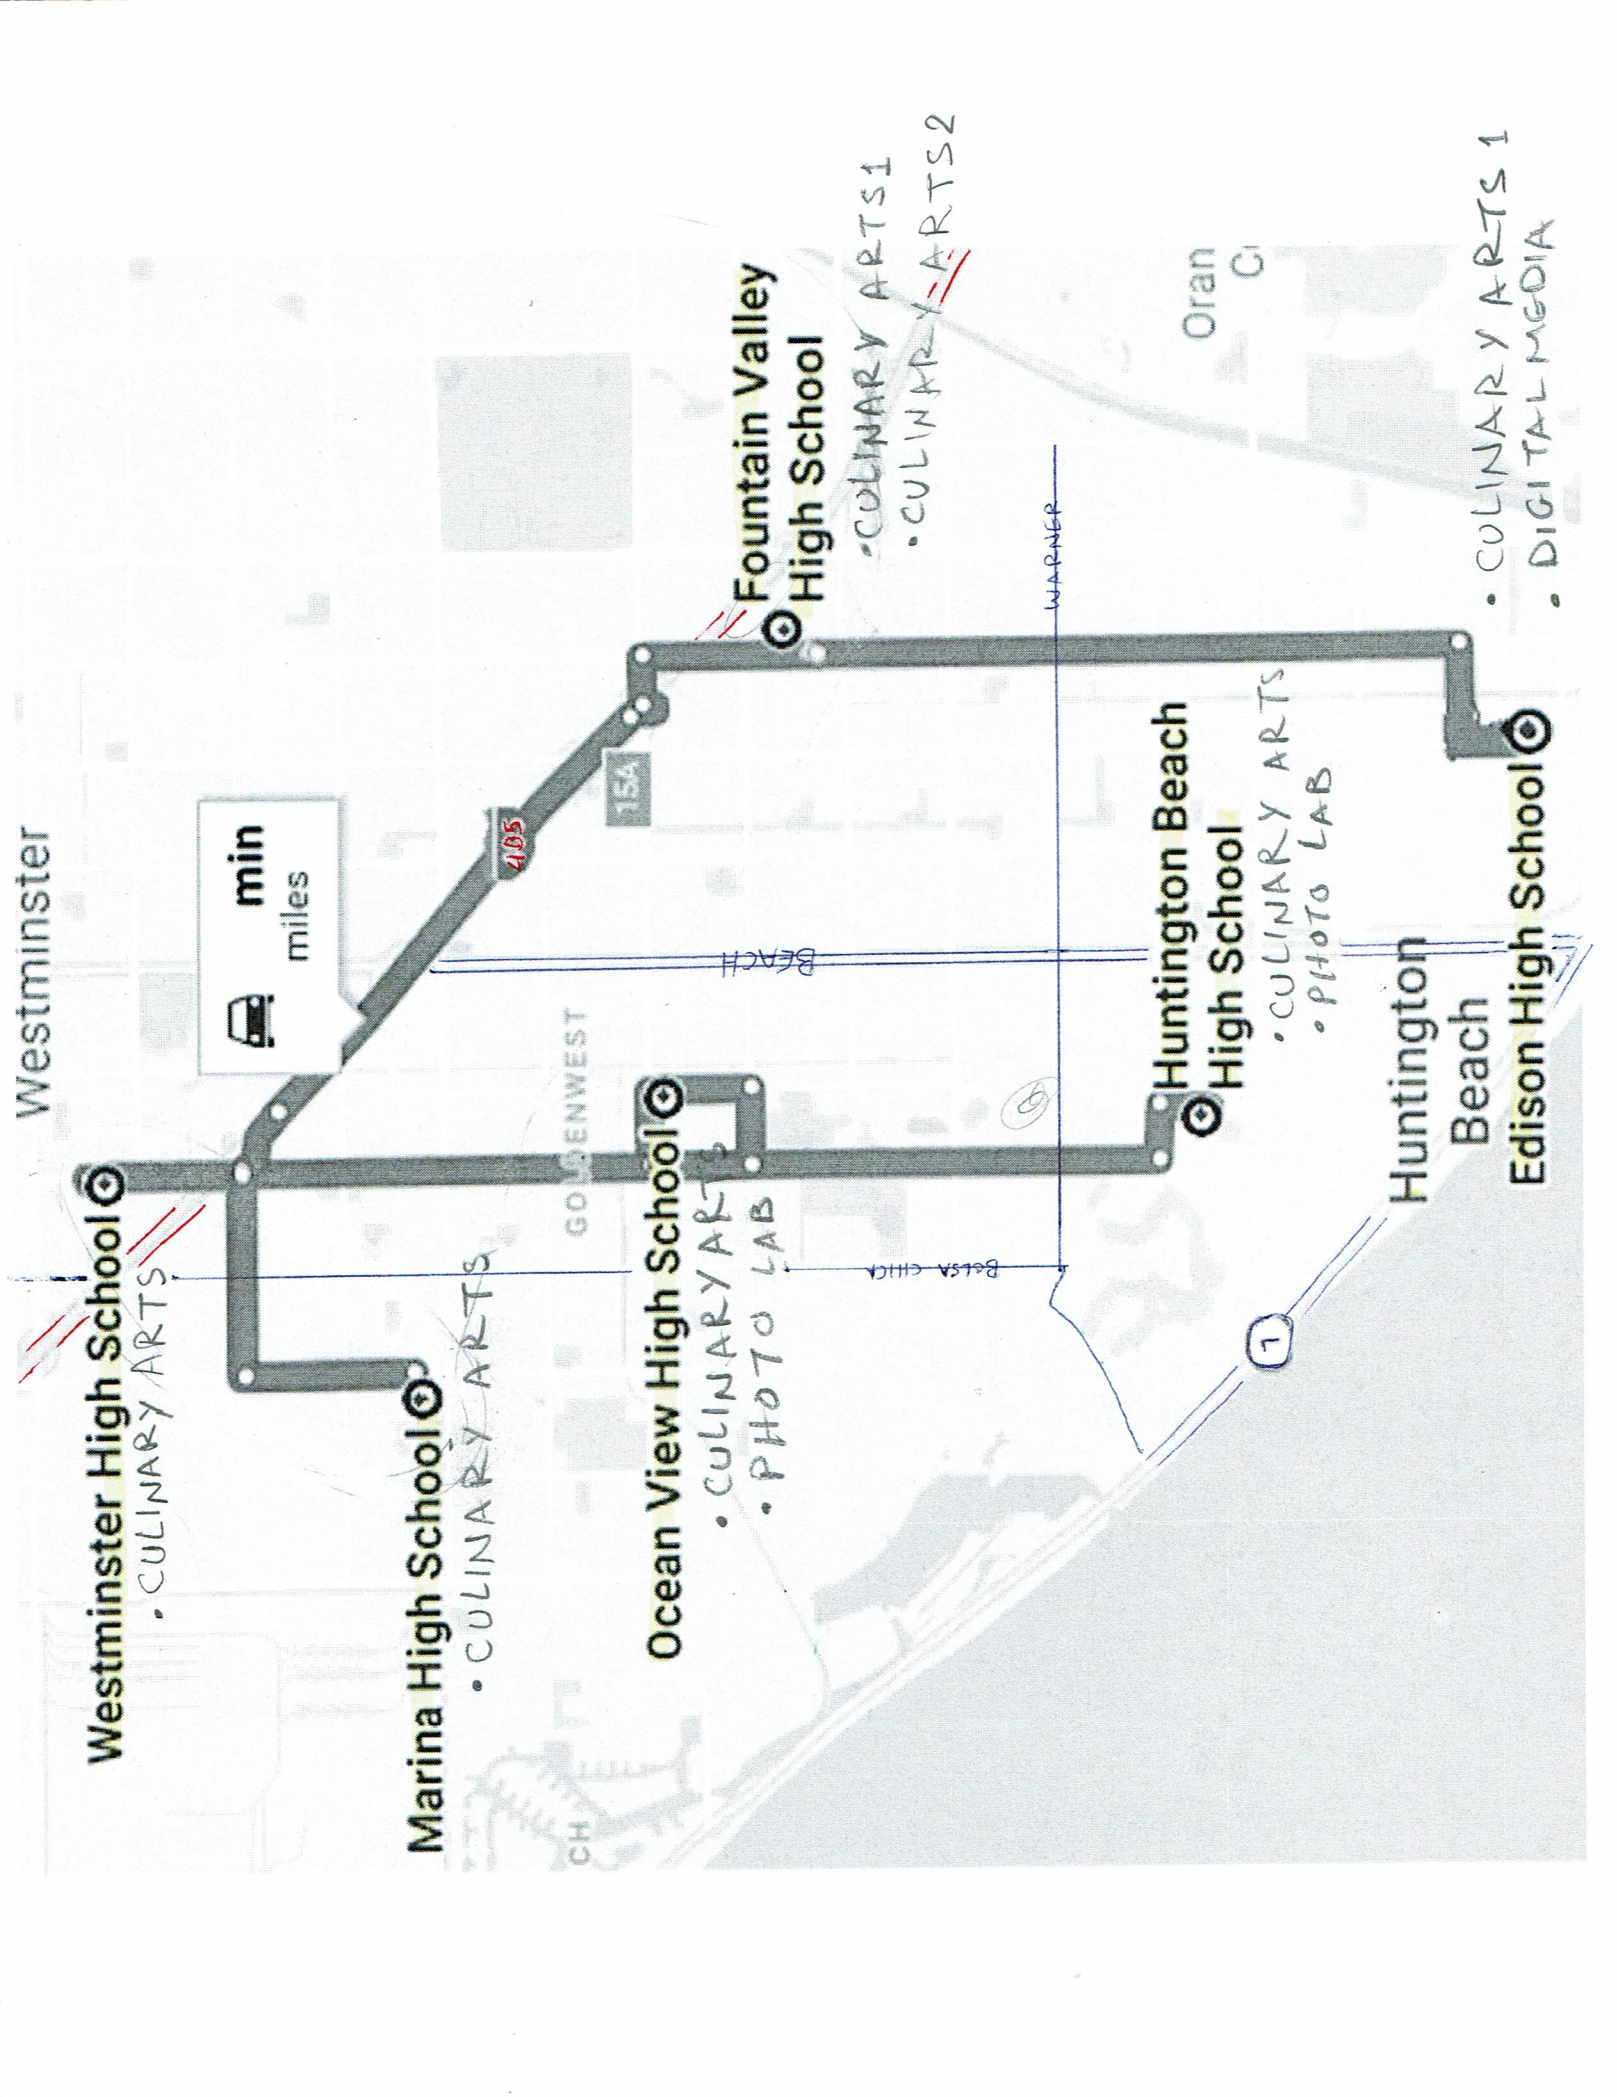 Westminster
min
miles
Westminster High School
• CULINARY ARTS
405
15A
Marina High School
• CULINARY ARTS
GOLDENWEST
BEACH
Fountain Valley
High School
• CULINARY ARTS 1
• CULINARY ARTS 2
Ocean View High School
• CULINARY ARTS
• PHOTO LAB
CH
BOLSA CHICA
WARNER
Huntington Beach
High School
• CULINARY ARTS
• PHOTO LAB
Oran
1
Huntington
Beach
Edison High School
• CULINARY ARTS 1
• DIGITAL MEDIA